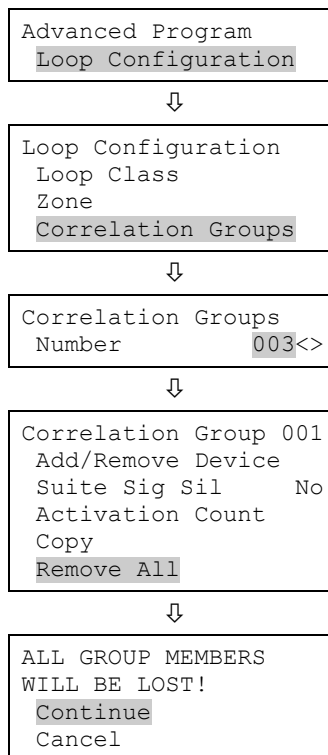 Advanced Program
Loop Configuration
⇩
Loop Configuration
Loop Class
Zone
Correlation Groups
⇩
Correlation Groups
Number 003<>
⇩
Correlation Group 001
Add/Remove Device
Suite Sig Sil No
Activation Count
Copy
Remove All
⇩
ALL GROUP MEMBERS
WILL BE LOST!
Continue
Cancel